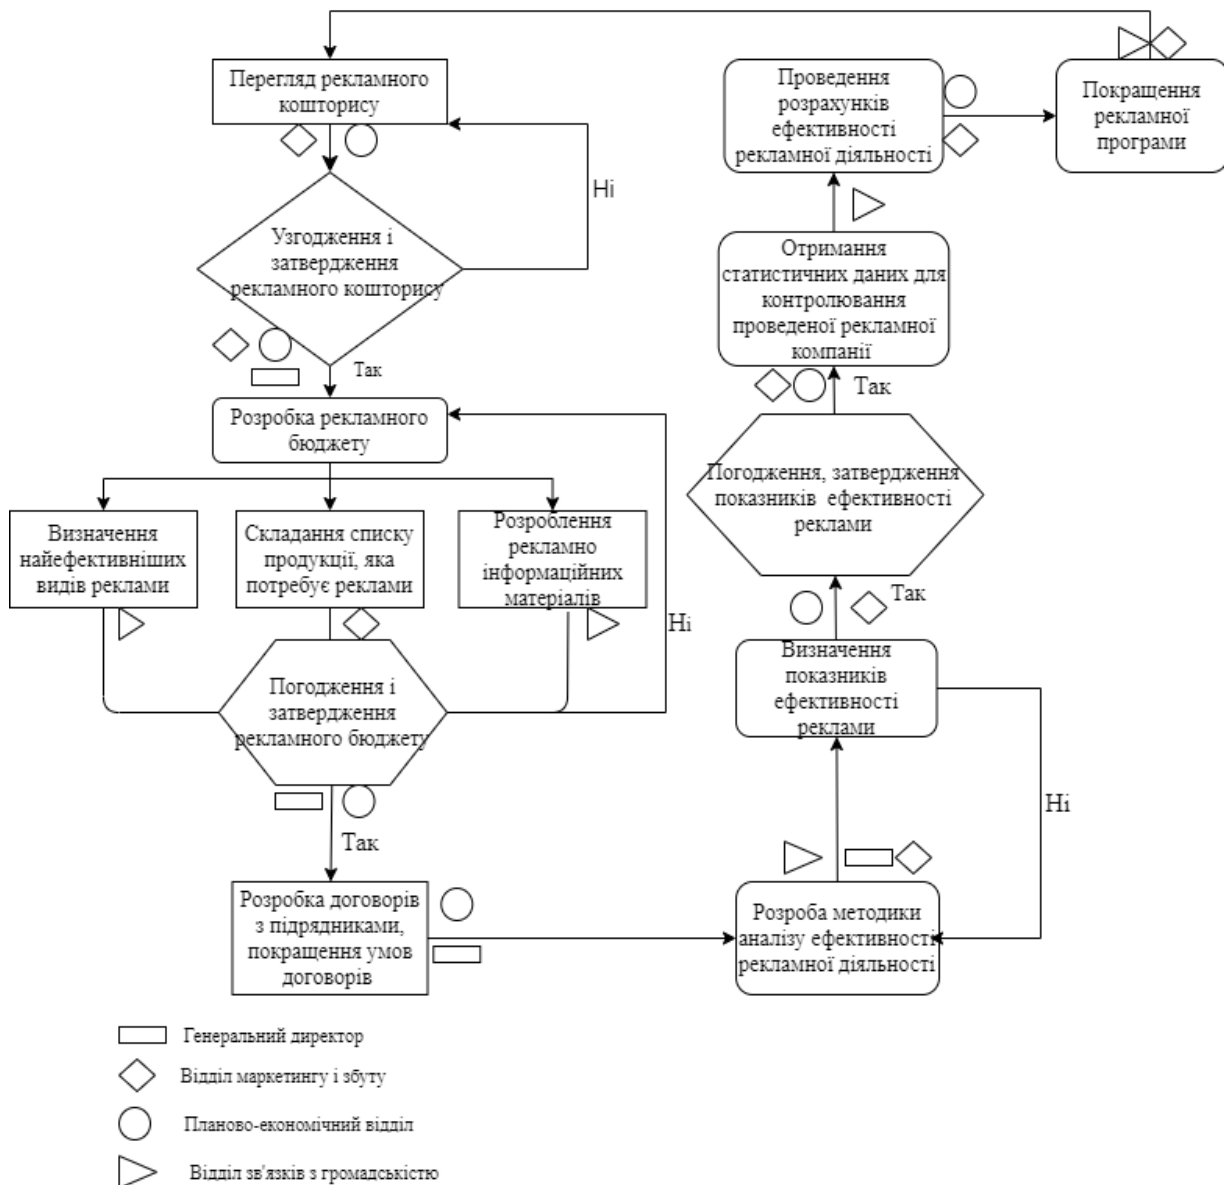 Перегляд рекламного
кошторису
Ні
Узгодження і
затвердження
рекламного кошторису
Так
Розробка рекламного
бюджету
Визначення
найефективніших
видів реклами
Складання списку
продукції, яка
потребує реклами
Розроблення
рекламно
інформаційних
матеріалів
Ні
Погодження і
затвердження
рекламного бюджету
Так
Розробка договорів
з підрядниками,
покращення умов
договорів
Розроба методики
аналізу ефективності
рекламної діяльності
Ні
Визначення
показників
ефективності
реклами
Так
Погодження, затвердження
показників ефективності
реклами
Так
Отримання
статистичних даних для
контролювання
проведеної рекламної
компанії
Проведення
розрахунків
ефективності
рекламної діяльності
Покращення
рекламної
програми
Генеральний директор
Відділ маркетингу і збуту
Планово-економічний відділ
Відділ зв'язків з громадськістю